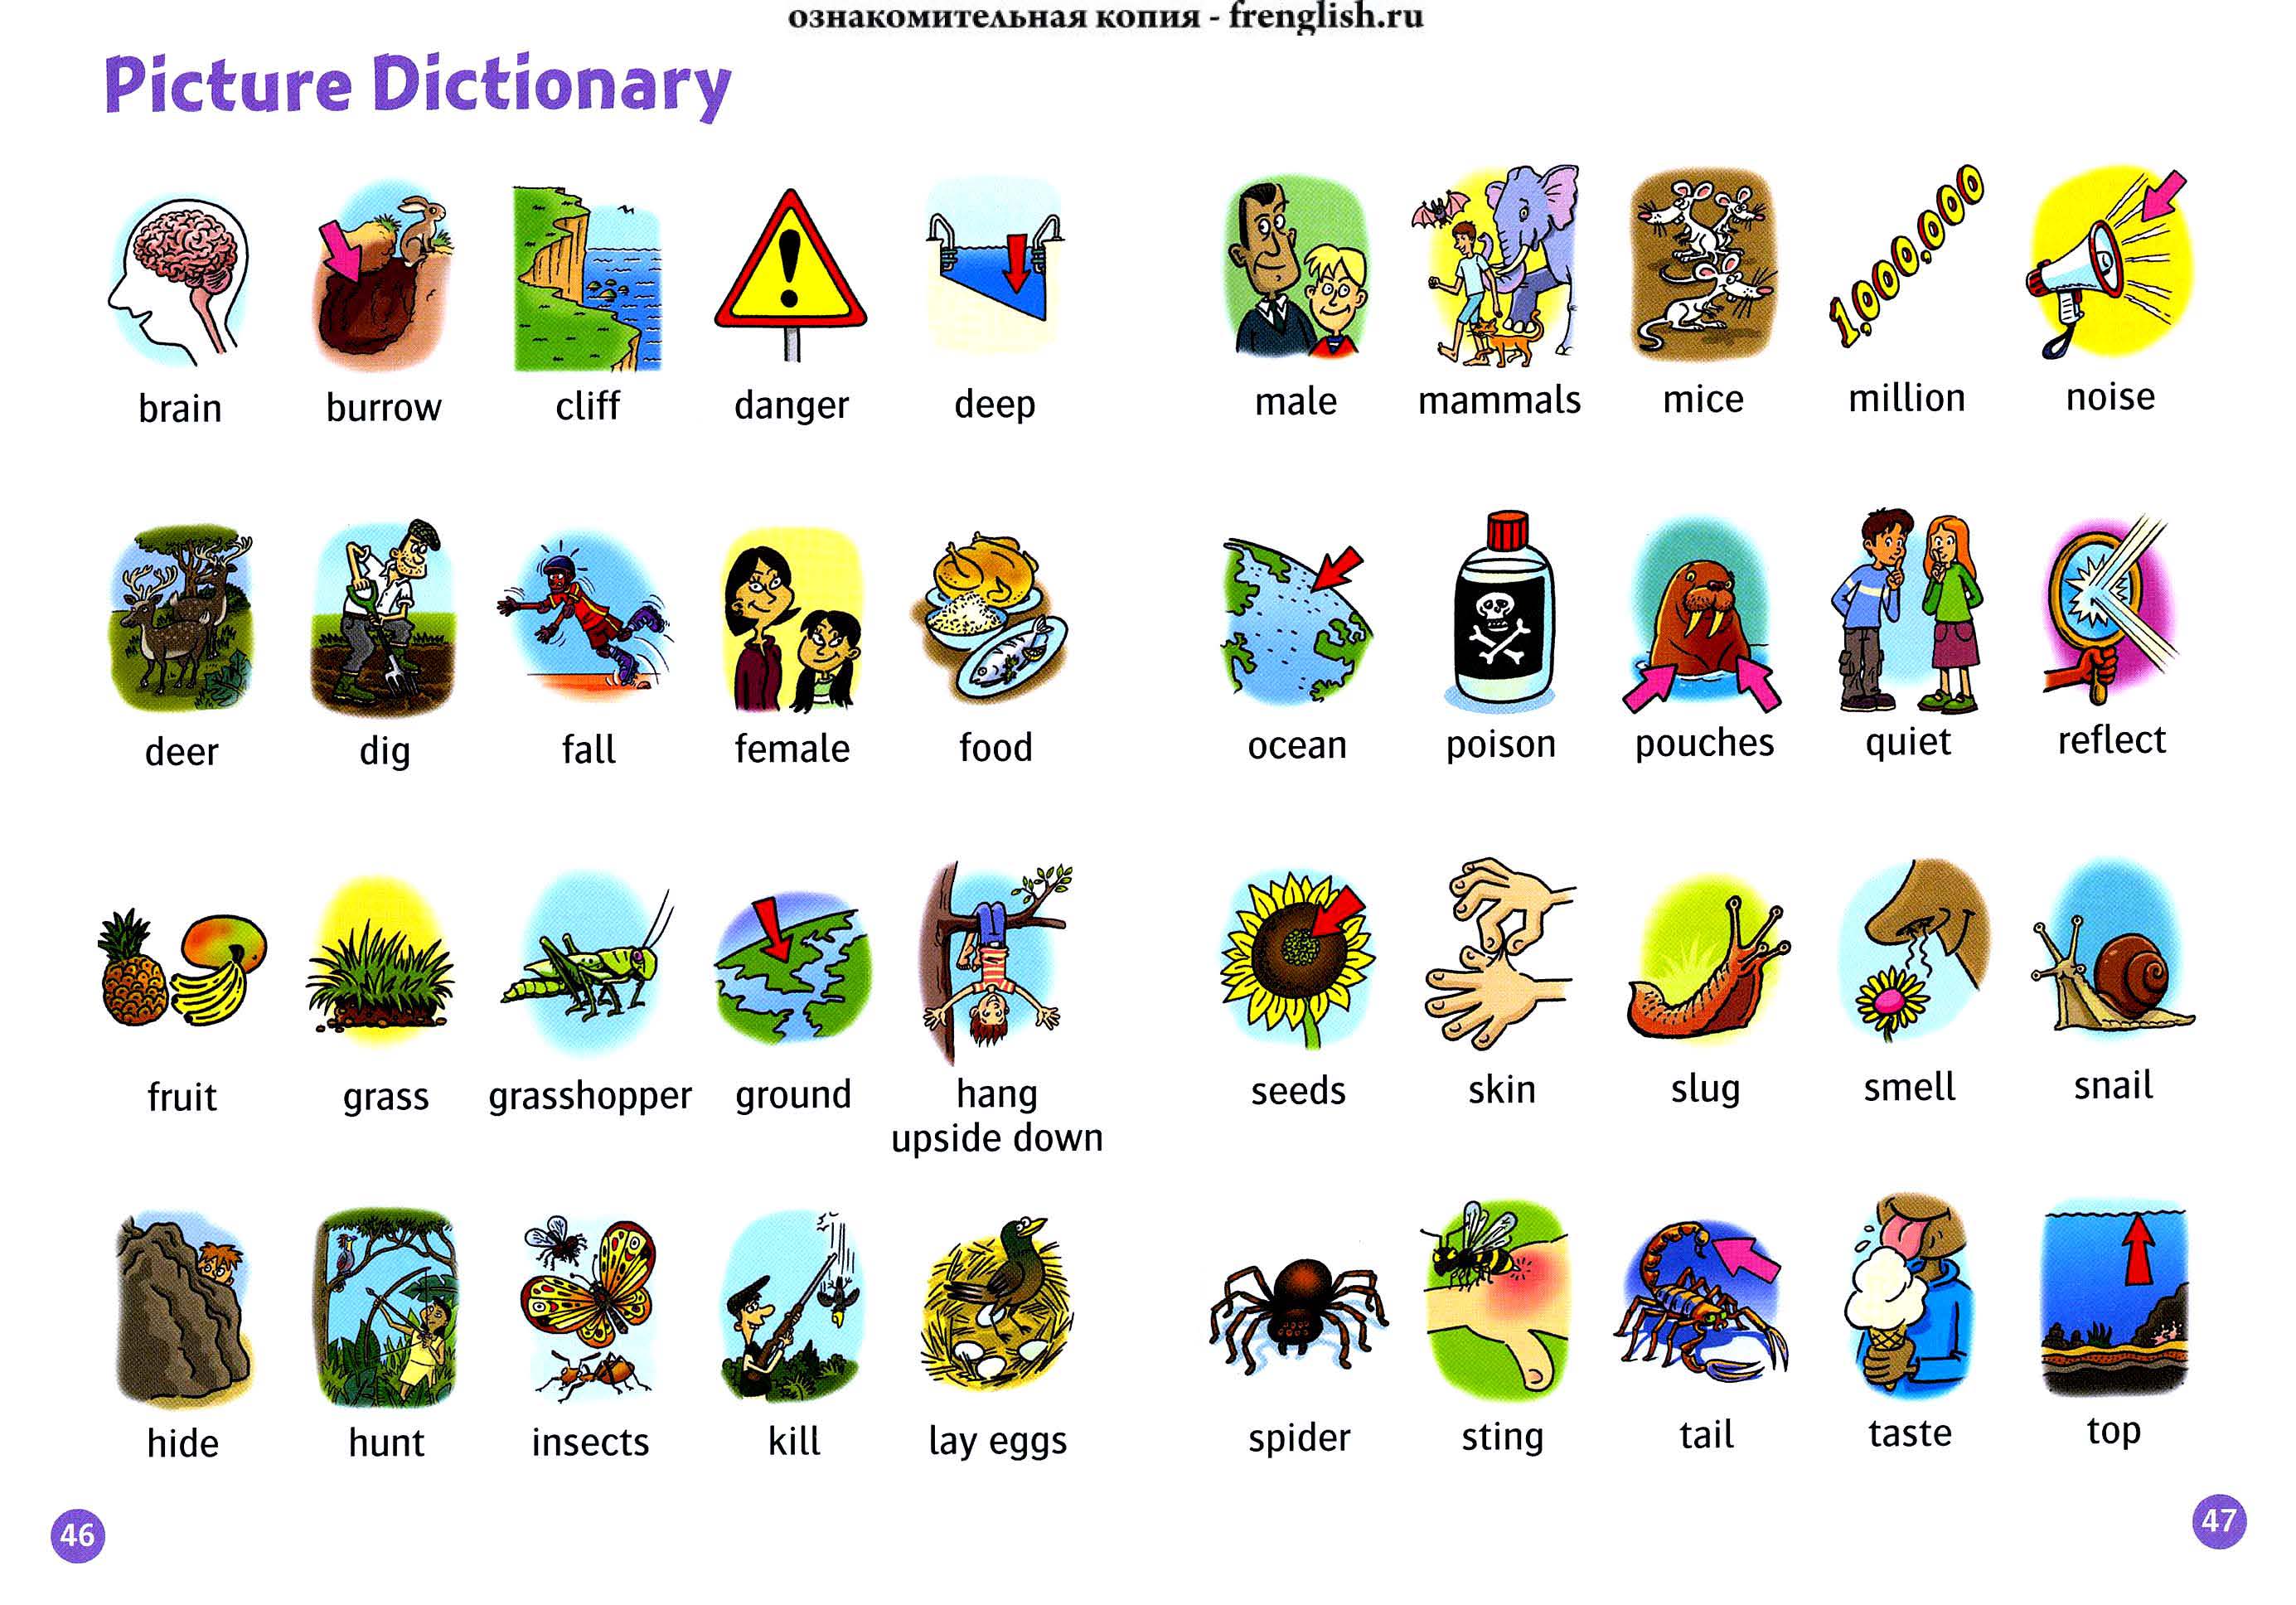 ознакомительная копия - frenglish.ru
Picture Dictionary
brain burrow cliff danger deep
deer dig fall female food
fruit grass grasshopper ground hang
upside down
hide hunt insects kill lay eggs
46
male mammals mice 1,000,000 million noise
ocean poison pouches quiet reflect
seeds skin slug smell snail
spider sting tail taste top
47